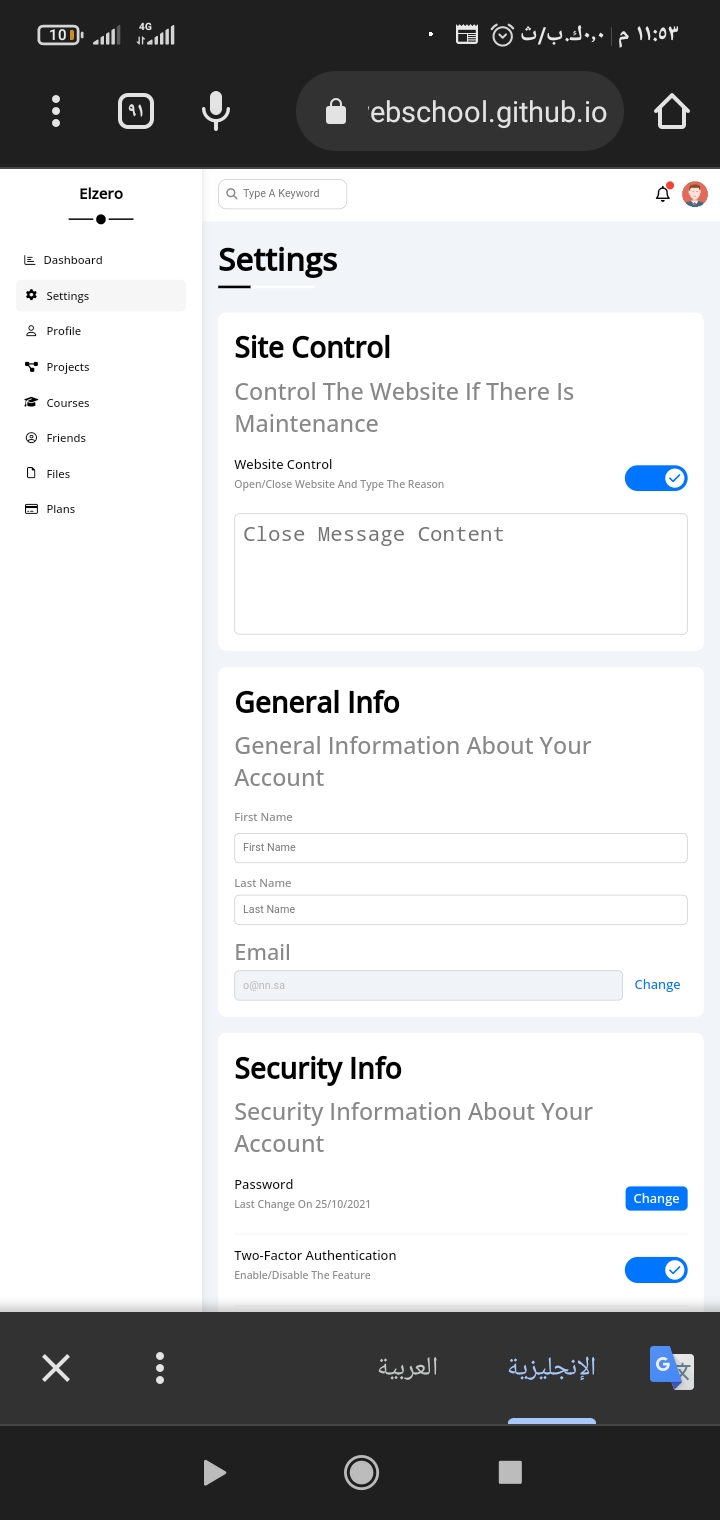 10
4G
٠,٠ك.ب/ث
١١:٥٣ م
٩١
ebschool.github.io
Elzero
Dashboard
Settings
Profile
Projects
Courses
Friends
Files
Plans
Type A Keyword
Settings
Site Control
Control The Website If There Is
Maintenance
Website Control
Open/Close Website And Type The Reason
Close Message Content
General Info
General Information About Your
Account
First Name
First Name
Last Name
Last Name
Email
o@nn.sa
Change
Security Info
Security Information About Your
Account
Password
Last Change On 25/10/2021
Change
Two-Factor Authentication
Enable/Disable The Feature
الإنجليزية
العربية
G